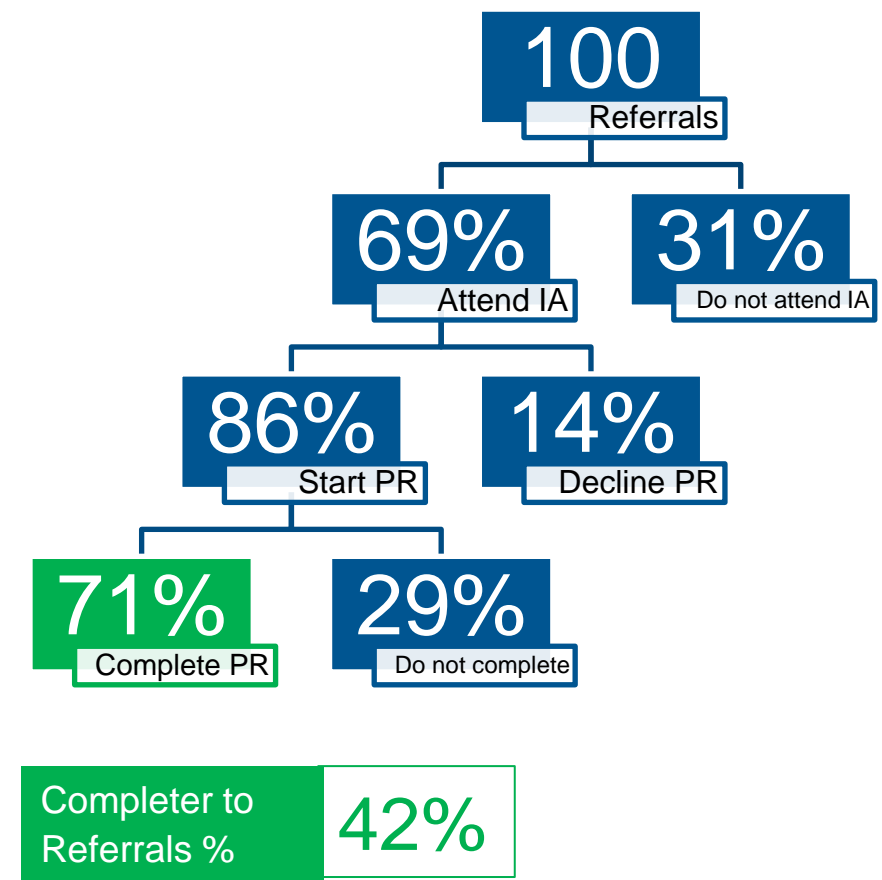 100
Referrals
69%
Attend IA
31%
Do not attend IA
86%
Start PR
14%
Decline PR
71%
Complete PR
29%
Do not complete
Completer to
Referrals %
42%